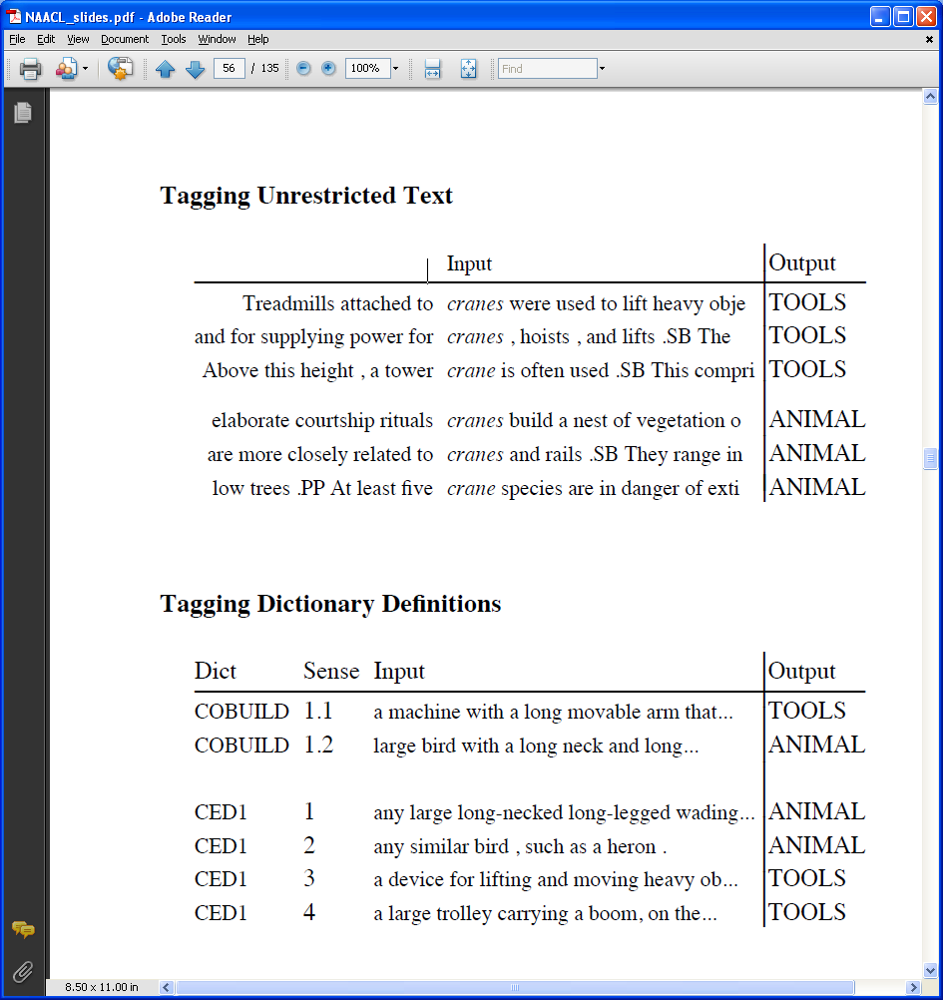 NAACL_slides.pdf - Adobe Reader
File Edit View Document Tools Window Help
56 / 135 100% Find
Tagging Unrestricted Text
Input Output
Treadmills attached to cranes were used to lift heavy obje TOOLS
and for supplying power for cranes , hoists , and lifts .SB The TOOLS
Above this height , a tower crane is often used .SB This compri TOOLS
elaborate courtship rituals cranes build a nest of vegetation o ANIMAL
are more closely related to cranes and rails .SB They range in ANIMAL
low trees .PP At least five crane species are in danger of exti ANIMAL
Tagging Dictionary Definitions
Dict Sense Input Output
COBUILD 1.1 a machine with a long movable arm that... TOOLS
COBUILD 1.2 large bird with a long neck and long... ANIMAL
CED1 1 any large long-necked long-legged wading... ANIMAL
CED1 2 any similar bird , such as a heron . ANIMAL
CED1 3 a device for lifting and moving heavy ob... TOOLS
CED1 4 a large trolley carrying a boom, on the... TOOLS
8.50 x 11.00 in